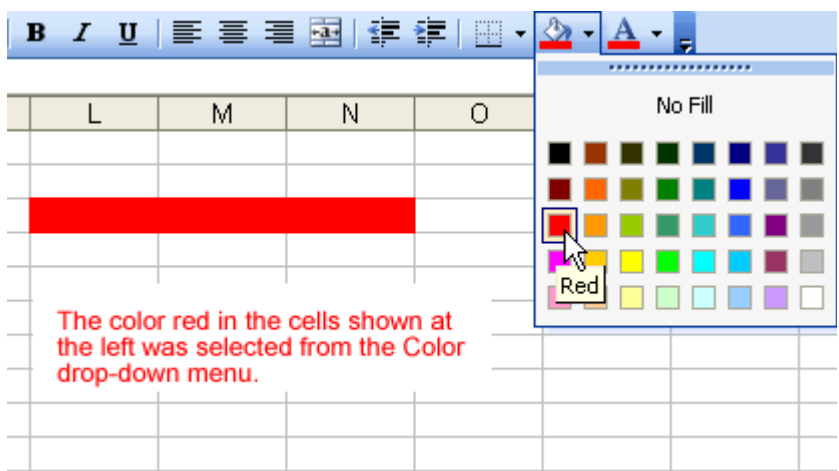 B I U A
No Fill
L M N O
Red
The color red in the cells shown at
the left was selected from the Color
drop-down menu.